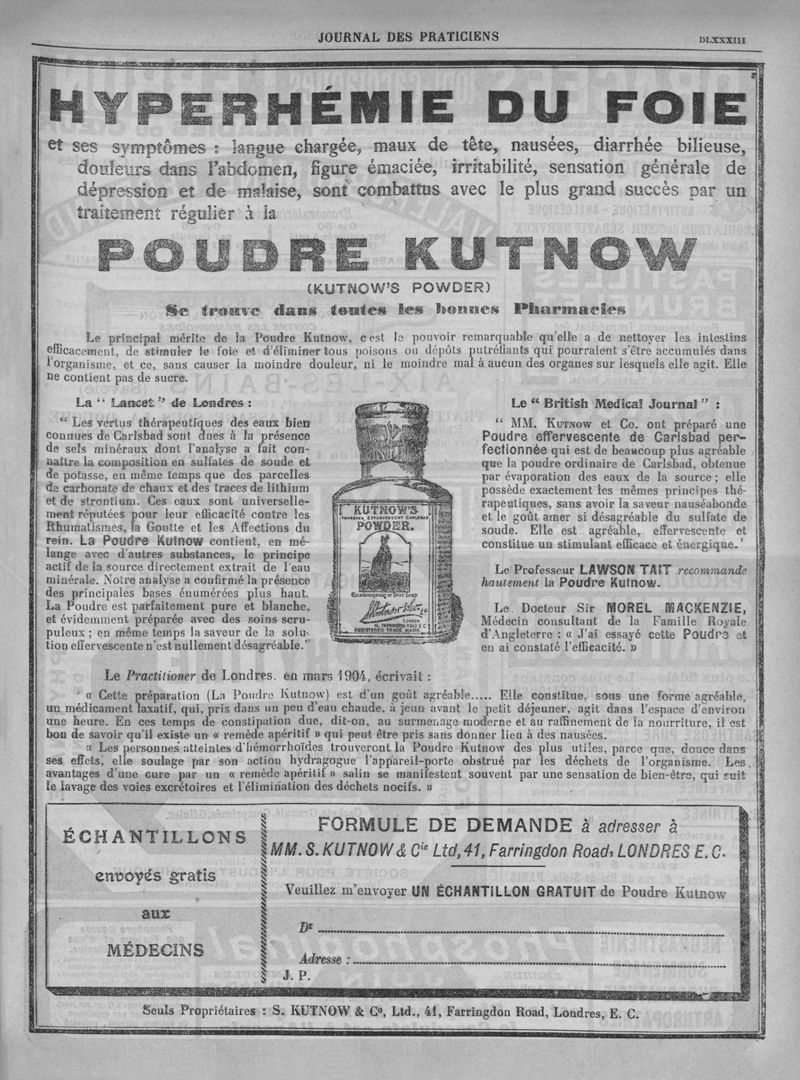 JOURNAL DES PRATICIENS
DLXXXIII
HYPERHÉMIE DU FOIE
et ses symptômes : langue chargée, maux de tête, nausées, diarrhée bilieuse,
douleurs dans l'abdomen, figure émaciée, irritabilité, sensation générale de
dépression et de malaise, sont combattus avec le plus grand succès par un
traitement régulier à la
POUDRE KUTNOW
(KUTNOW'S POWDER)
Se trouve dans toutes les bonnes Pharmacies
Le principal mérite de la Poudre Kutnow, c'est le pouvoir remarquable qu'elle a de nettoyer les intestins
efficacement, de stimuler le foie et d'éliminer tous poisons ou dépôts putréfiants qui pourraient s'être accumulés dans
l'organisme, et ce, sans causer la moindre douleur, ni le moindre mal à aucun des organes sur lesquels elle agit. Elle
ne contient pas de sucre.
La “ Lancet ” de Londres :
“ Les vertus thérapeutiques des eaux bien
connues de Carlsbad sont dues à la présence
de sels minéraux dont l'analyse a fait con-
naître la composition en sulfates de soude et
de potasse, en même temps que des parcelles
de carbonate de chaux et des traces de lithium
et de strontium. Ces eaux sont universelle-
ment réputées pour leur efficacité contre les
Rhumatismes, la Goutte et les Affections du
rein. La Poudre Kutnow contient, en mé-
lange avec d'autres substances, le principe
actif de la source directement extrait de l'eau
minérale. Notre analyse a confirmé la présence
des principales bases énumérées plus haut.
La Poudre est parfaitement pure et blanche,
et évidemment préparée avec des soins scru-
puleux ; en même temps la saveur de la solu-
tion effervescente n'est nullement désagréable.”
KUTNOW'S
IMPROVED EFFERVESCENT CARLSBAD
POWDER.
Hirschensprung or Deer Leap
S. Kutnow & Co. Ld
LONDON
41, FARRINGDON ROAD E.C.
REGISTERED TRADE MARK
Le “ British Medical Journal ” :
“ MM. KUTNOW et Co. ont préparé une
Poudre effervescente de Carlsbad per-
fectionnée qui est de beaucoup plus agréable
que la poudre ordinaire de Carlsbad, obtenue
par évaporation des eaux de la source ; elle
possède exactement les mêmes principes thé-
rapeutiques, sans avoir la saveur nauséabonde
et le goût amer si désagréable du sulfate de
soude. Elle est agréable, effervescente et
constitue un stimulant efficace et énergique.’
Le Professeur LAWSON TAIT recommande
hautement la Poudre Kutnow.
Le Docteur Sir MOREL MACKENZIE,
Médecin consultant de la Famille Royale
d'Angleterre : « J'ai essayé cette Poudre et
en ai constaté l'efficacité. »
Le Practitioner de Londres, en mars 1904, écrivait :
« Cette préparation (La Poudre Kutnow) est d'un goût agréable..... Elle constitue, sous une forme agréable,
un médicament laxatif, qui, pris dans un peu d'eau chaude, à jeun avant le petit déjeuner, agit dans l'espace d'environ
une heure. En ces temps de constipation due, dit-on, au surmenage moderne et au raffinement de la nourriture, il est
bon de savoir qu'il existe un « remède apéritif » qui peut être pris sans donner lieu à des nausées.
« Les personnes atteintes d'hémorrhoïdes trouveront la Poudre Kutnow des plus utiles, parce que, douce dans
ses effets, elle soulage par son action hydragogue l'appareil-porte obstrué par les déchets de l'organisme. Les
avantages d'une cure par un « remède apéritif » salin se manifestent souvent par une sensation de bien-être, qui suit
le lavage des voies excrétoires et l'élimination des déchets nocifs. »
ÉCHANTILLONS
envoyés gratis
aux
MÉDECINS
FORMULE DE DEMANDE à adresser à
MM. S. KUTNOW & Cie Ltd, 41, Farringdon Road, LONDRES E. C.
Veuillez m'envoyer UN ÉCHANTILLON GRATUIT de Poudre Kutnow
Dr
Adresse :
J. P.
Seuls Propriétaires : S. KUTNOW & Co, Ltd., 41, Farringdon Road, Londres, E. C.